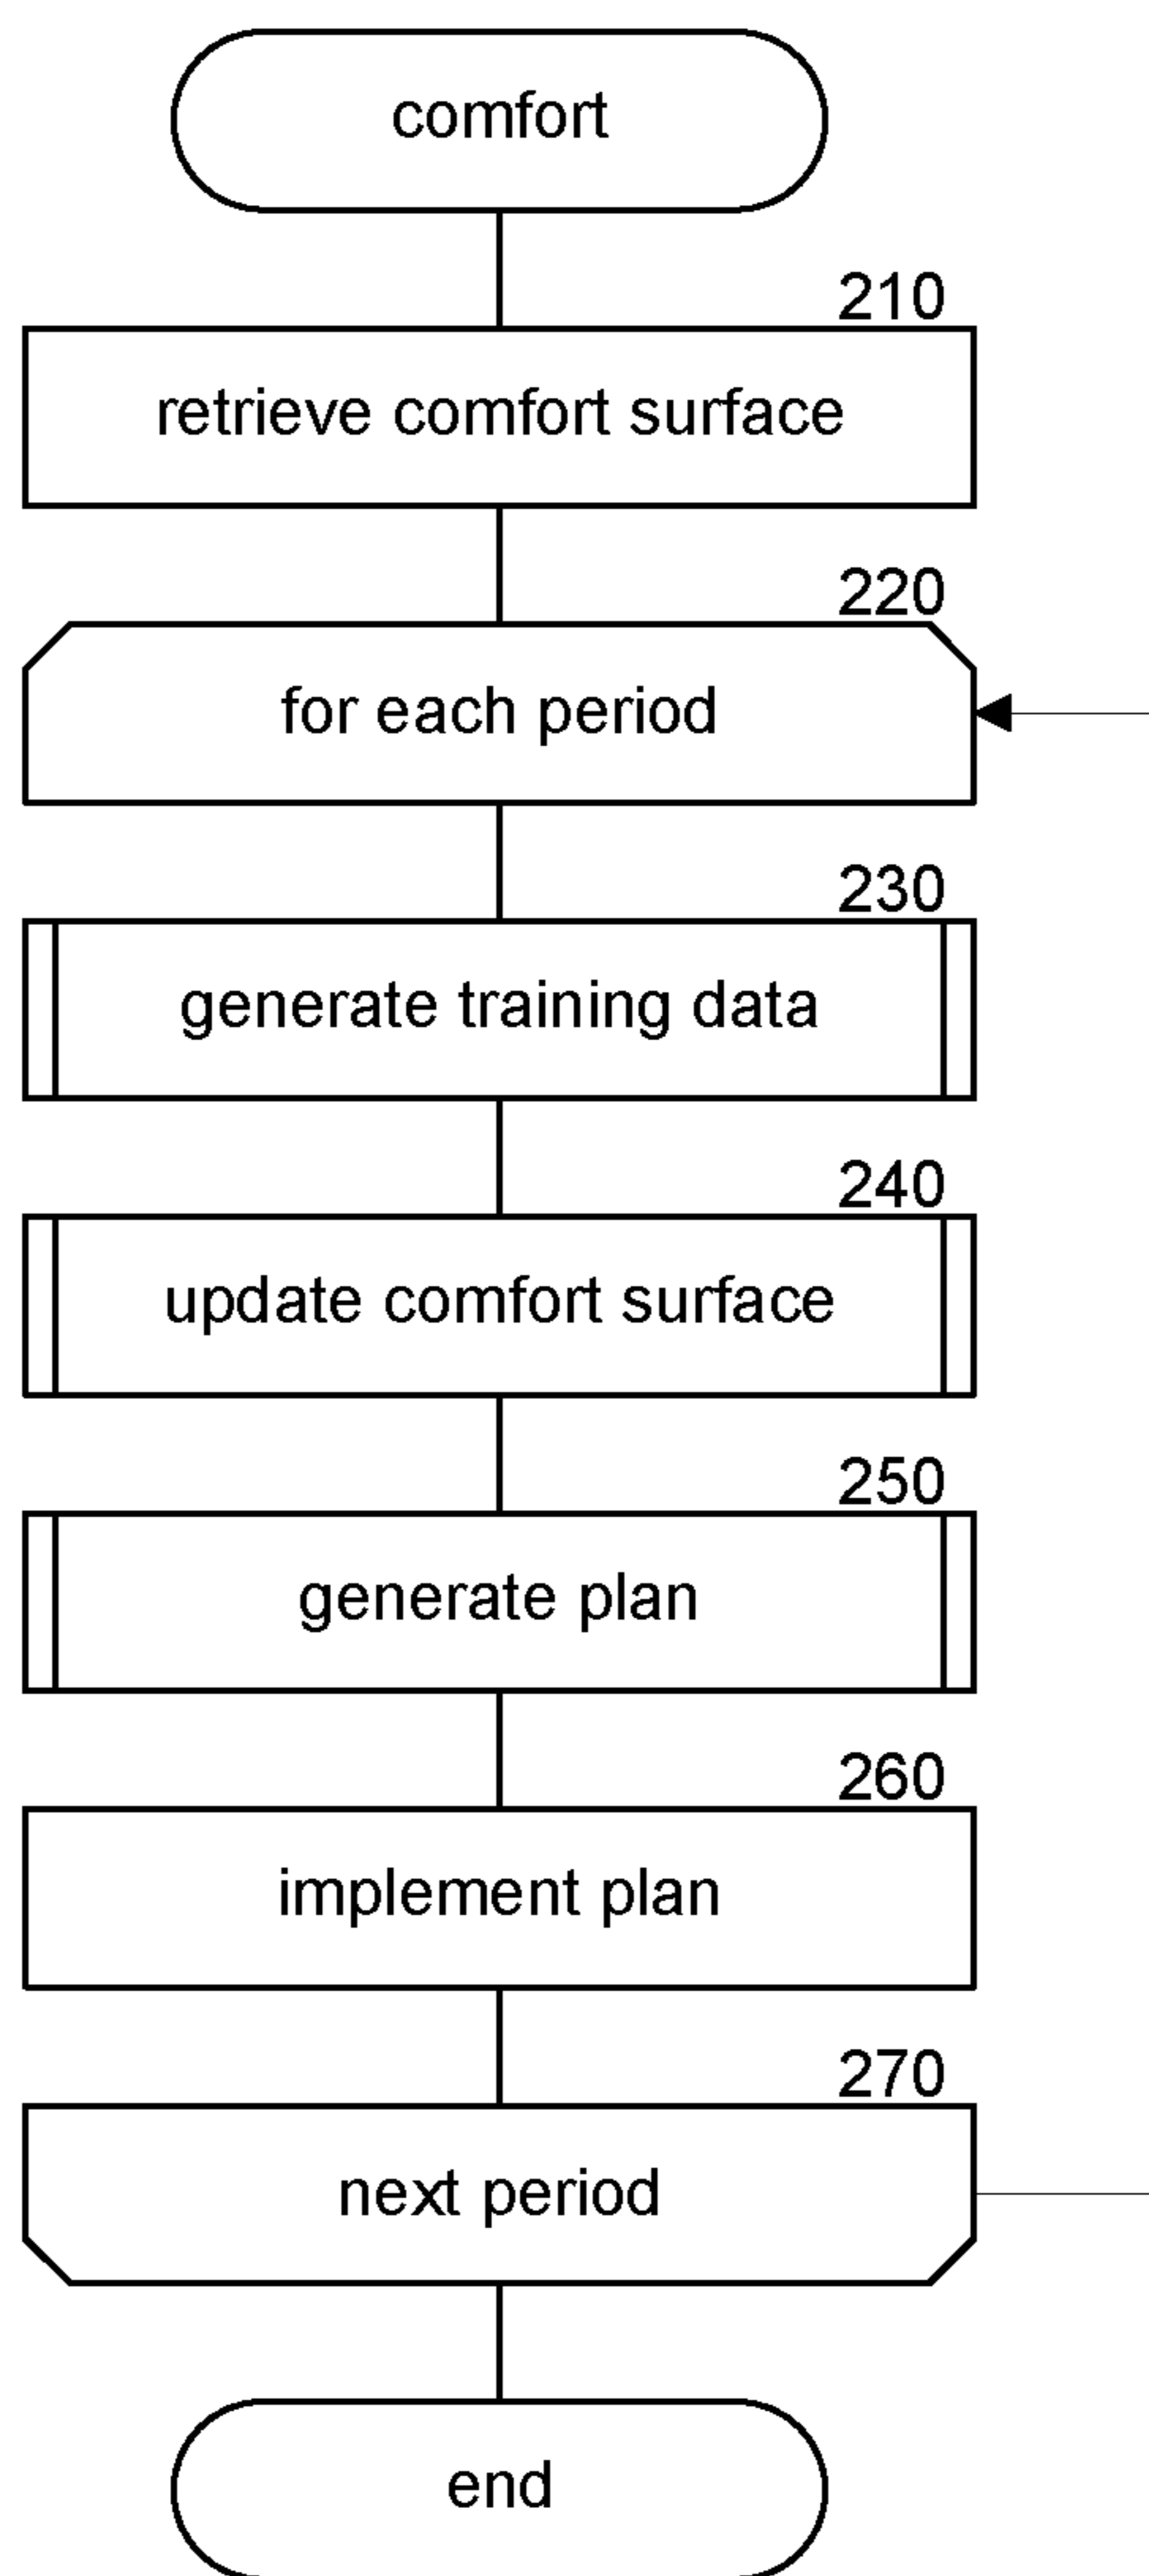 comfort
210
retrieve comfort surface
220
for each period
230
generate training data
240
update comfort surface
250
generate plan
260
implement plan
270
next period
end